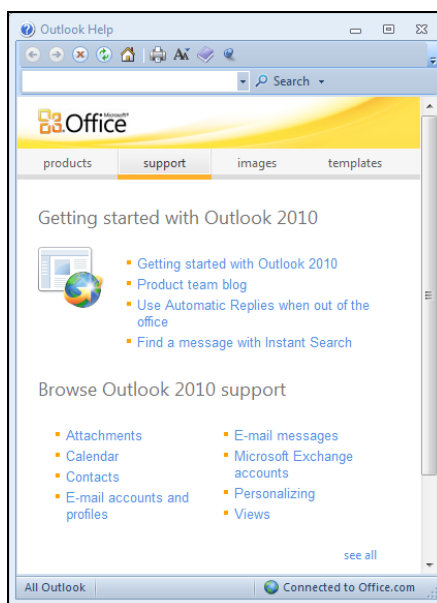 Outlook Help
Search
Microsoft®
Office
products support images templates
Getting started with Outlook 2010
Getting started with Outlook 2010
Product team blog
Use Automatic Replies when out of the
office
Find a message with Instant Search
Browse Outlook 2010 support
Attachments
Calendar
Contacts
E-mail accounts and
profiles
E-mail messages
Microsoft Exchange
accounts
Personalizing
Views
see all
All Outlook
Connected to Office.com